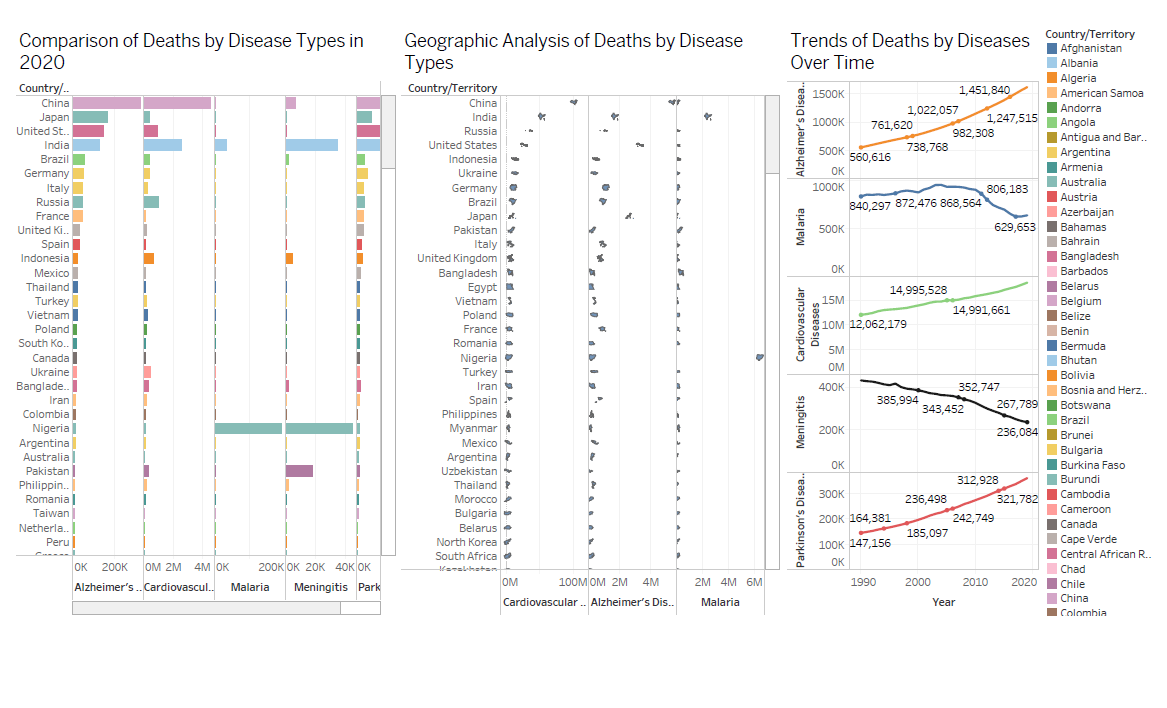 Comparison of Deaths by Disease Types in
2020
Country/..
China
Japan
United St..
India
Brazil
Germany
Italy
Russia
France
United Ki..
Spain
Indonesia
Mexico
Thailand
Turkey
Vietnam
Poland
South Ko..
Canada
Ukraine
Banglade..
Iran
Colombia
Nigeria
Argentina
Australia
Pakistan
Philippin..
Romania
Taiwan
Netherla..
Peru
0K 200K 0M 2M 4M 0K 200K 0K 20K 40K 0K
Alzheimer's .. Cardiovascul.. Malaria Meningitis Park
Geographic Analysis of Deaths by Disease
Types
Country/Territory
China
India
Russia
United States
Indonesia
Ukraine
Germany
Brazil
Japan
Pakistan
Italy
United Kingdom
Bangladesh
Egypt
Vietnam
Poland
France
Romania
Nigeria
Turkey
Iran
Spain
Philippines
Myanmar
Mexico
Argentina
Uzbekistan
Thailand
Morocco
Bulgaria
Belarus
North Korea
South Africa
Kazakhstan
0M 100M 0M 2M 4M 2M 4M 6M
Cardiovascular .. Alzheimer's Dis.. Malaria
Trends of Deaths by Diseases
Over Time
Alzheimer's Disea..
1500K
1000K
500K
0K
1,451,840
1,022,057
1,247,515
761,620
982,308
738,768
560,616
Malaria
1000K
500K
0K
806,183
840,297
872,476
868,564
629,653
Cardiovascular
Diseases
15M
10M
5M
0M
14,995,528
14,991,661
12,062,179
Meningitis
400K
200K
0K
352,747
385,994
343,452
267,789
236,084
Parkinson's Disea..
300K
200K
100K
0K
312,928
236,498
321,782
164,381
242,749
185,097
147,156
1990 2000 2010 2020
Year
Country/Territory
Afghanistan
Albania
Algeria
American Samoa
Andorra
Angola
Antigua and Bar..
Argentina
Armenia
Australia
Austria
Azerbaijan
Bahamas
Bahrain
Bangladesh
Barbados
Belarus
Belgium
Belize
Benin
Bermuda
Bhutan
Bolivia
Bosnia and Herz..
Botswana
Brazil
Brunei
Bulgaria
Burkina Faso
Burundi
Cambodia
Cameroon
Canada
Cape Verde
Central African R..
Chad
Chile
China
Colombia